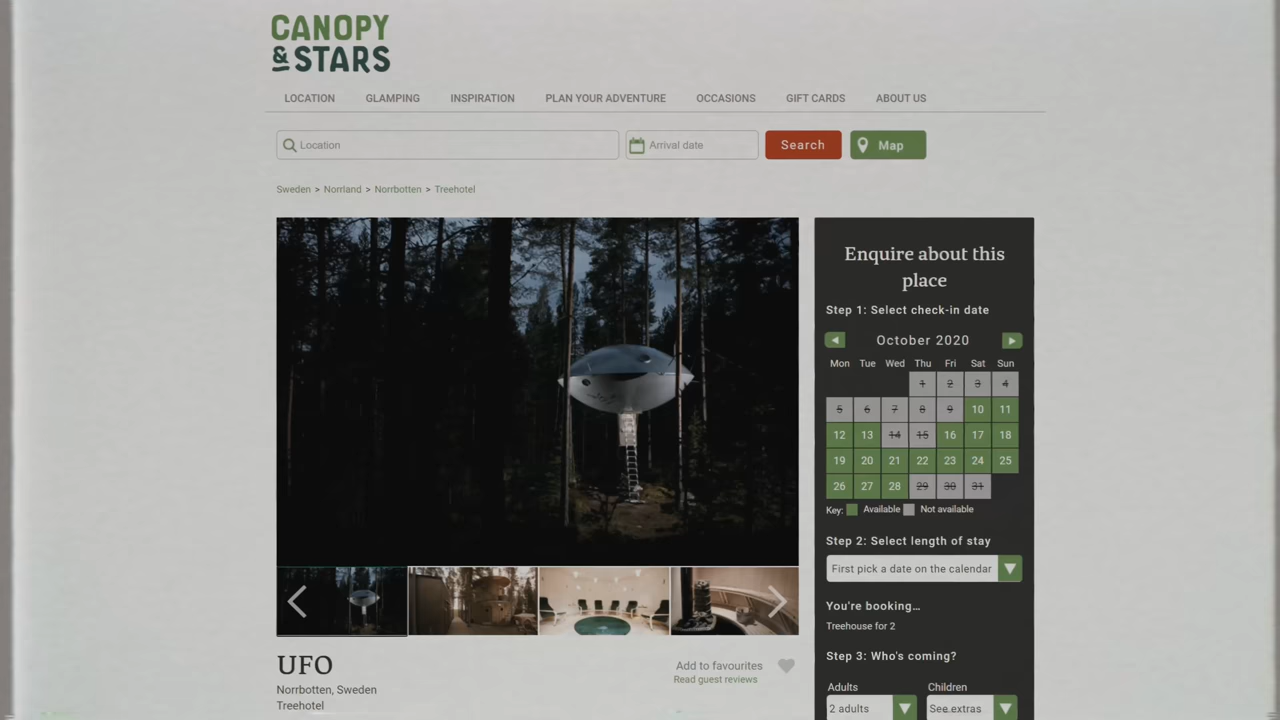 CANOPY
& STARS
LOCATION GLAMPING INSPIRATION PLAN YOUR ADVENTURE OCCASIONS GIFT CARDS ABOUT US
Location Arrival date Search Map
Sweden > Norrland > Norrbotten > Treehotel
Enquire about this
place
Step 1: Select check-in date
October 2020
Mon Tue Wed Thu Fri Sat Sun
1 2 3 4
5 6 7 8 9 10 11
12 13 14 15 16 17 18
19 20 21 22 23 24 25
26 27 28 29 30 31
Key: Available Not available
Step 2: Select length of stay
First pick a date on the calendar
You're booking...
Treehouse for 2
Step 3: Who's coming?
Adults Children
2 adults See extras
UFO
Norrbotten, Sweden
Treehotel
Add to favourites
Read guest reviews